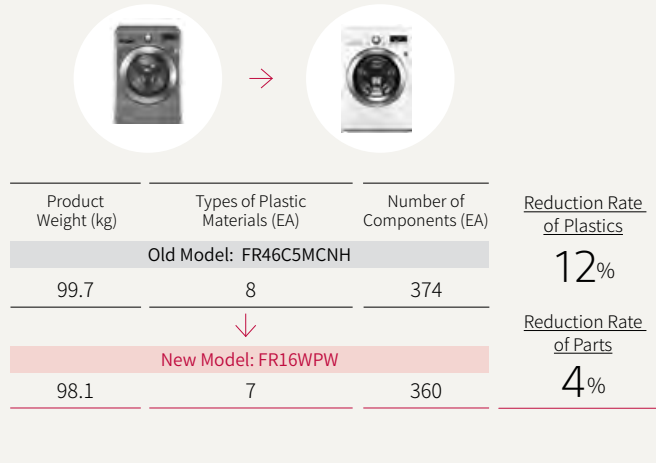 Product
Weight (kg)
Types of Plastic
Materials (EA)
Number of
Components (EA)
Old Model: FR46C5MCNH
99.7
8
374
New Model: FR16WPW
98.1
7
360
Reduction Rate
of Plastics
12%
Reduction Rate
of Parts
4%